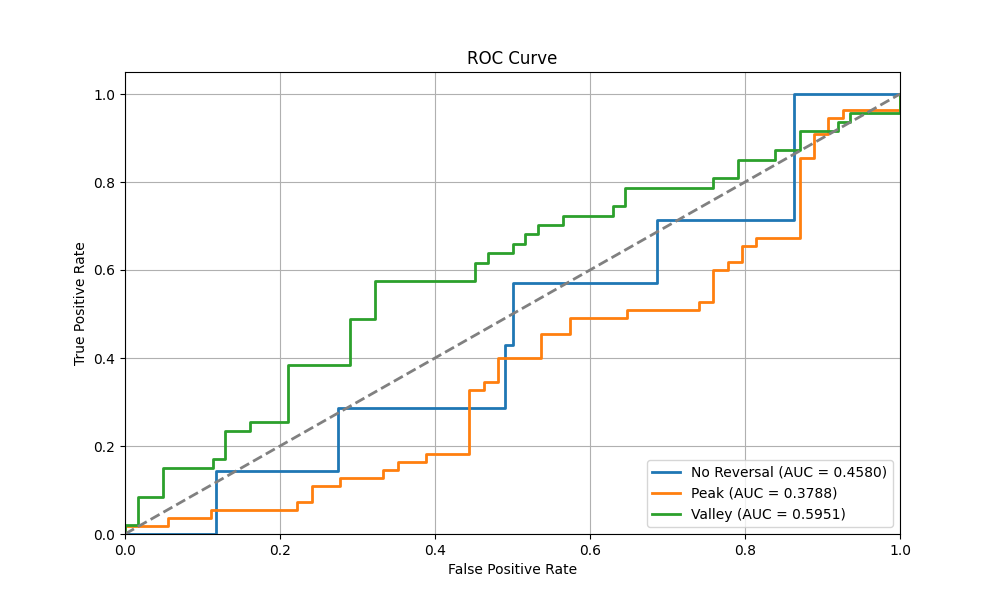 ROC Curve
True Positive Rate
1.0
0.8
0.6
0.4
0.2
0.0
0.0 0.2 0.4 0.6 0.8 1.0
False Positive Rate
No Reversal (AUC = 0.4580)
Peak (AUC = 0.3788)
Valley (AUC = 0.5951)